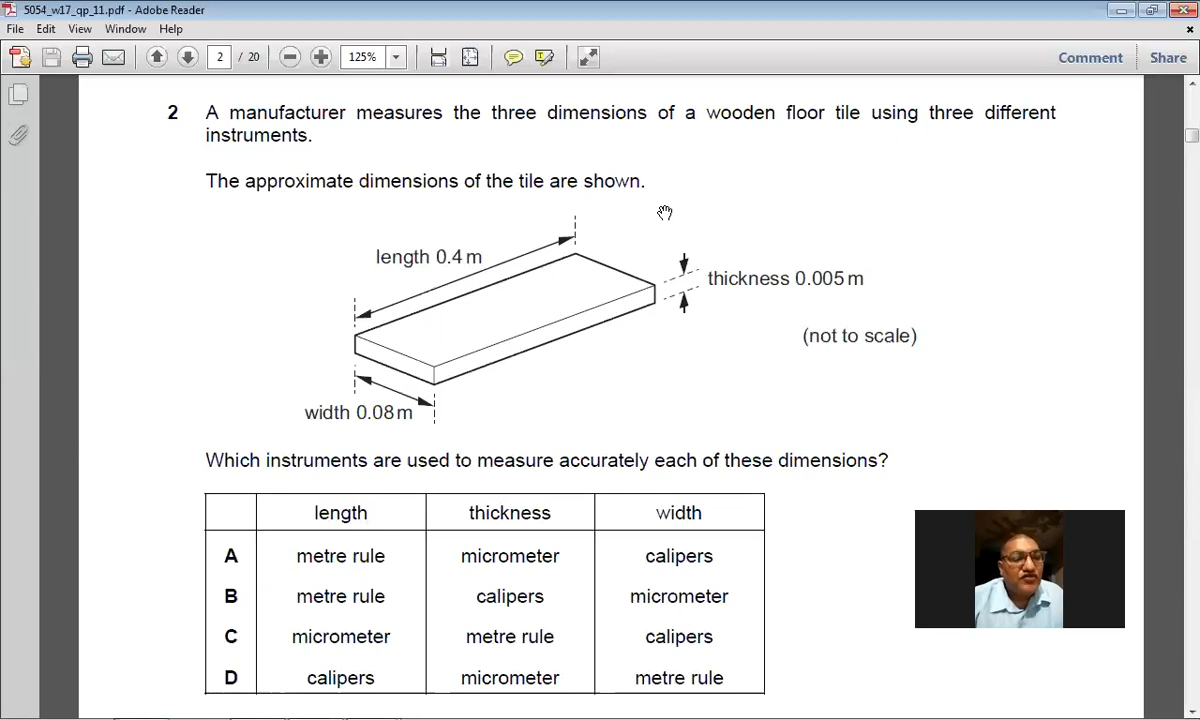 5054_w17_qp_11.pdf - Adobe Reader
File Edit View Window Help
2 / 20 125% Comment Share
2 A manufacturer measures the three dimensions of a wooden floor tile using three different
instruments.
The approximate dimensions of the tile are shown.
length 0.4 m
thickness 0.005 m
(not to scale)
width 0.08 m
Which instruments are used to measure accurately each of these dimensions?
length thickness width
A metre rule micrometer calipers
B metre rule calipers micrometer
C micrometer metre rule calipers
D calipers micrometer metre rule